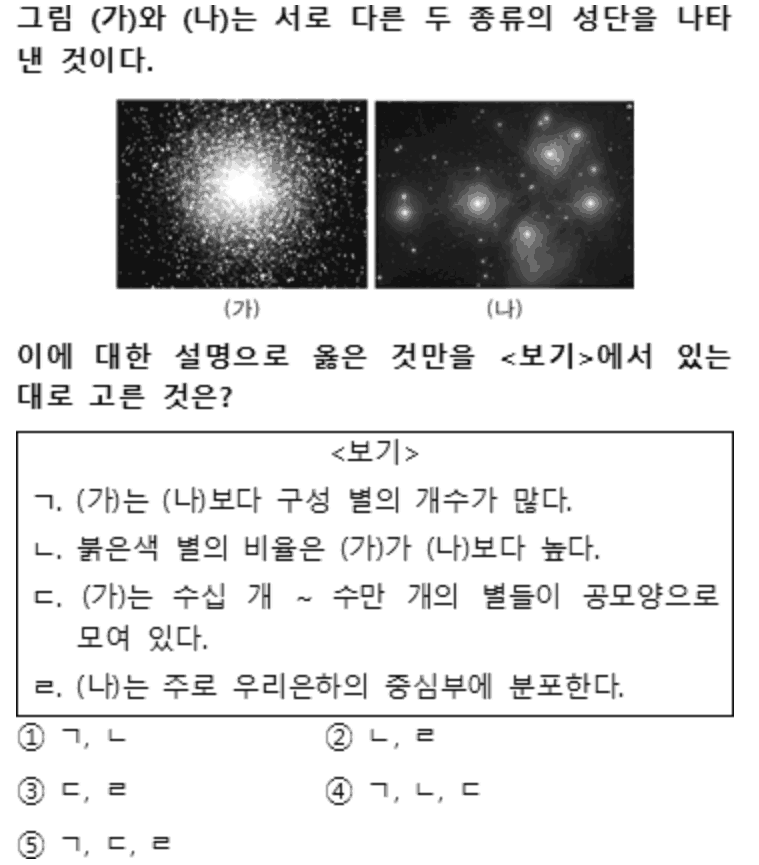 그림 (가)와 (나)는 서로 다른 두 종류의 성단을 나타
낸 것이다.
(가)
(나)
이에 대한 설명으로 옳은 것만을 <보기>에서 있는
대로 고른 것은?
<보기>
ㄱ. (가)는 (나)보다 구성 별의 개수가 많다.
ㄴ. 붉은색 별의 비율은 (가)가 (나)보다 높다.
ㄷ. (가)는 수십 개 ~ 수만 개의 별들이 공모양으로
모여 있다.
ㄹ. (나)는 주로 우리은하의 중심부에 분포한다.
① ㄱ, ㄴ
② ㄴ, ㄹ
③ ㄷ, ㄹ
④ ㄱ, ㄴ, ㄷ
⑤ ㄱ, ㄷ, ㄹ